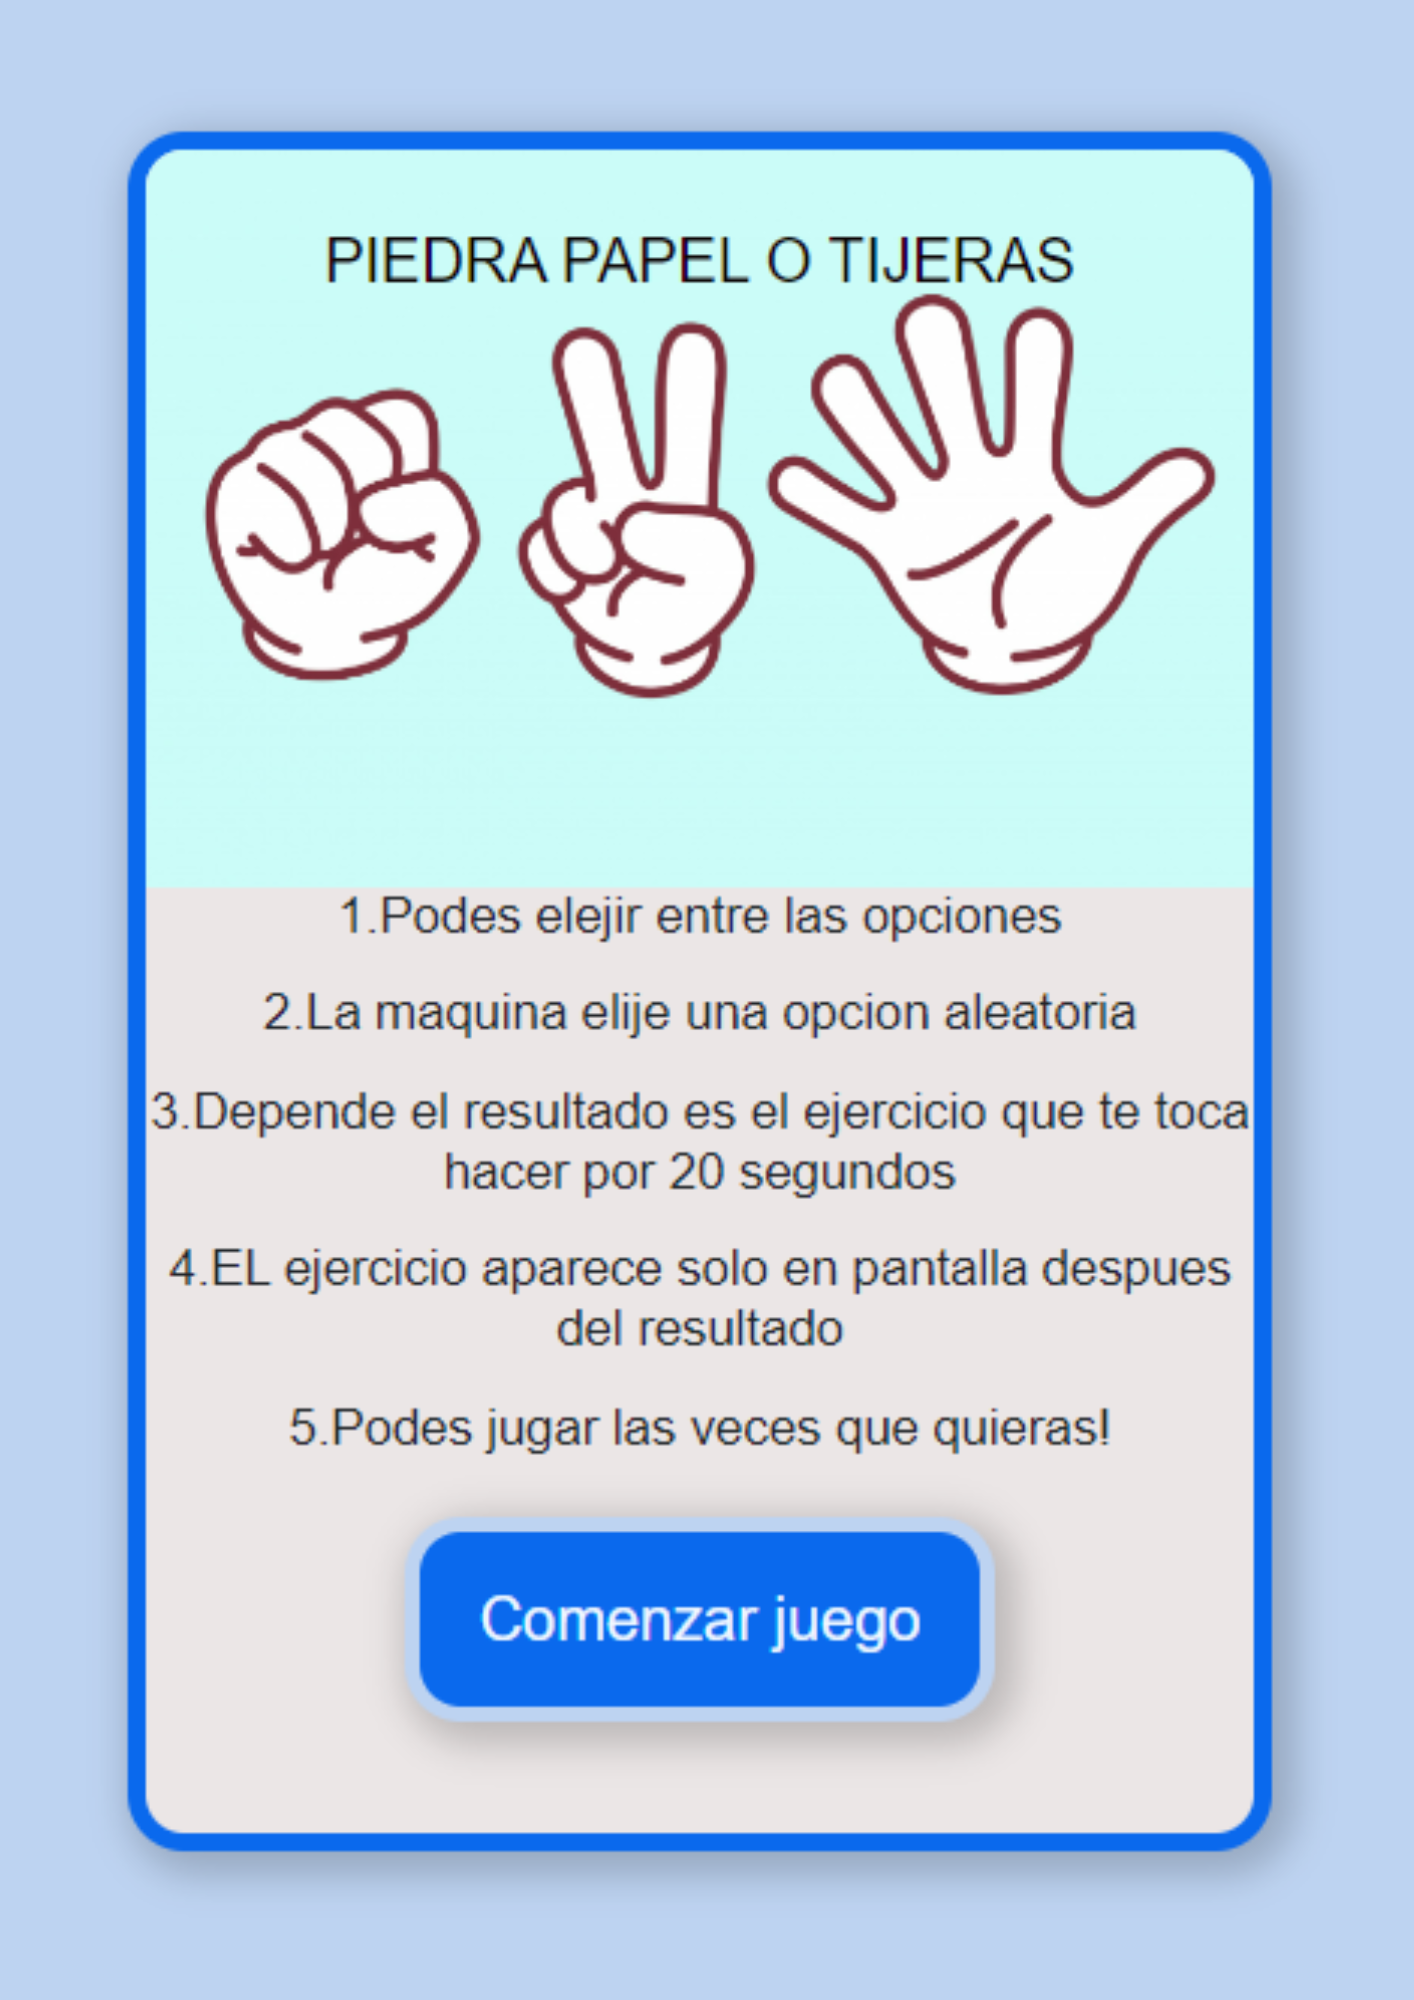 PIEDRA PAPEL O TIJERAS
1.Podes elejir entre las opciones
2.La maquina elije una opcion aleatoria
3.Depende el resultado es el ejercicio que te toca
hacer por 20 segundos
4.EL ejercicio aparece solo en pantalla despues
del resultado
5.Podes jugar las veces que quieras!
Comenzar juego